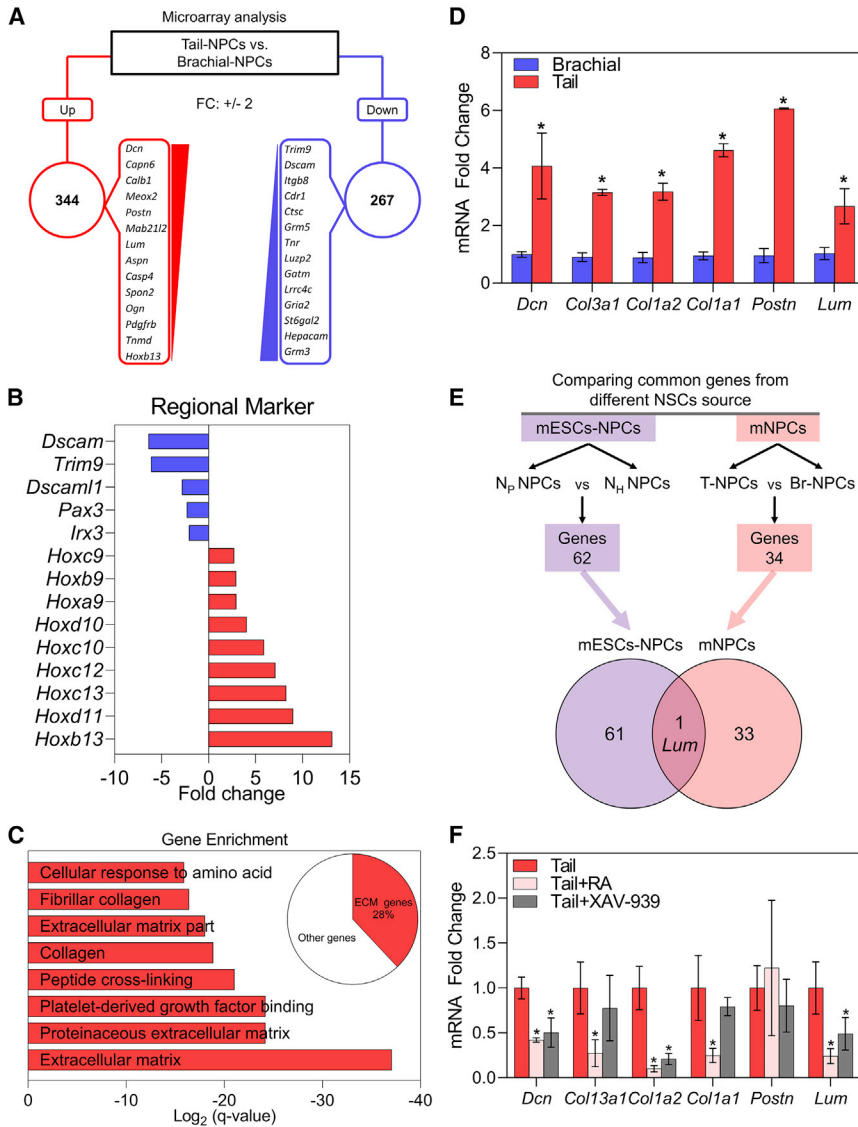 A
Microarray analysis
Tail-NPCs vs.
Brachial-NPCs
Up
FC: +/- 2
Down
344
Dcn
Capn6
Calb1
Meox2
Postn
Mab21l2
Lum
Aspn
Casp4
Spon2
Ogn
Pdgfrb
Tnmd
Hoxb13
Trim9
Dscam
Itgb8
Cdr1
Ctsc
Grm5
Tnr
Luzp2
Gatm
Lrrc4c
Gria2
St6gal2
Hepacam
Grm3
267
B
Regional Marker
Dscam
Trim9
Dscaml1
Pax3
Irx3
Hoxc9
Hoxb9
Hoxa9
Hoxd10
Hoxc10
Hoxc12
Hoxc13
Hoxd11
Hoxb13
-10 -5 0 5 10 15
Fold change
C
Gene Enrichment
Cellular response to amino acid
Fibrillar collagen
Extracellular matrix part
Collagen
Peptide cross-linking
Platelet-derived growth factor binding
Proteinaceous extracellular matrix
Extracellular matrix
ECM genes
28%
Other genes
0 -10 -20 -30 -40
Log2 (q-value)
D
mRNA Fold Change
8
6
4
2
0
Brachial
Tail
* * * * * *
Dcn Col3a1 Col1a2 Col1a1 Postn Lum
E
Comparing common genes from
different NSCs source
mESCs-NPCs mNPCs
NP NPCs vs NH NPCs T-NPCs vs Br-NPCs
Genes
62
Genes
34
mESCs-NPCs mNPCs
61
1
Lum
33
F
mRNA Fold Change
2.5
2.0
1.5
1.0
0.5
0.0
Tail
Tail+RA
Tail+XAV-939
* * * * * * * *
Dcn Col13a1 Col1a2 Col1a1 Postn Lum